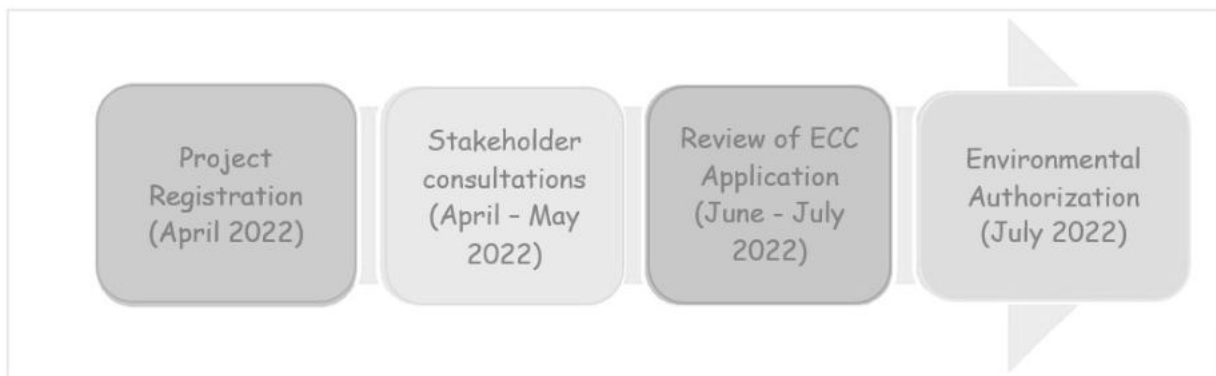 Project
Registration
(April 2022)
Stakeholder
consultations
(April – May
2022)
Review of ECC
Application
(June - July
2022)
Environmental
Authorization
(July 2022)